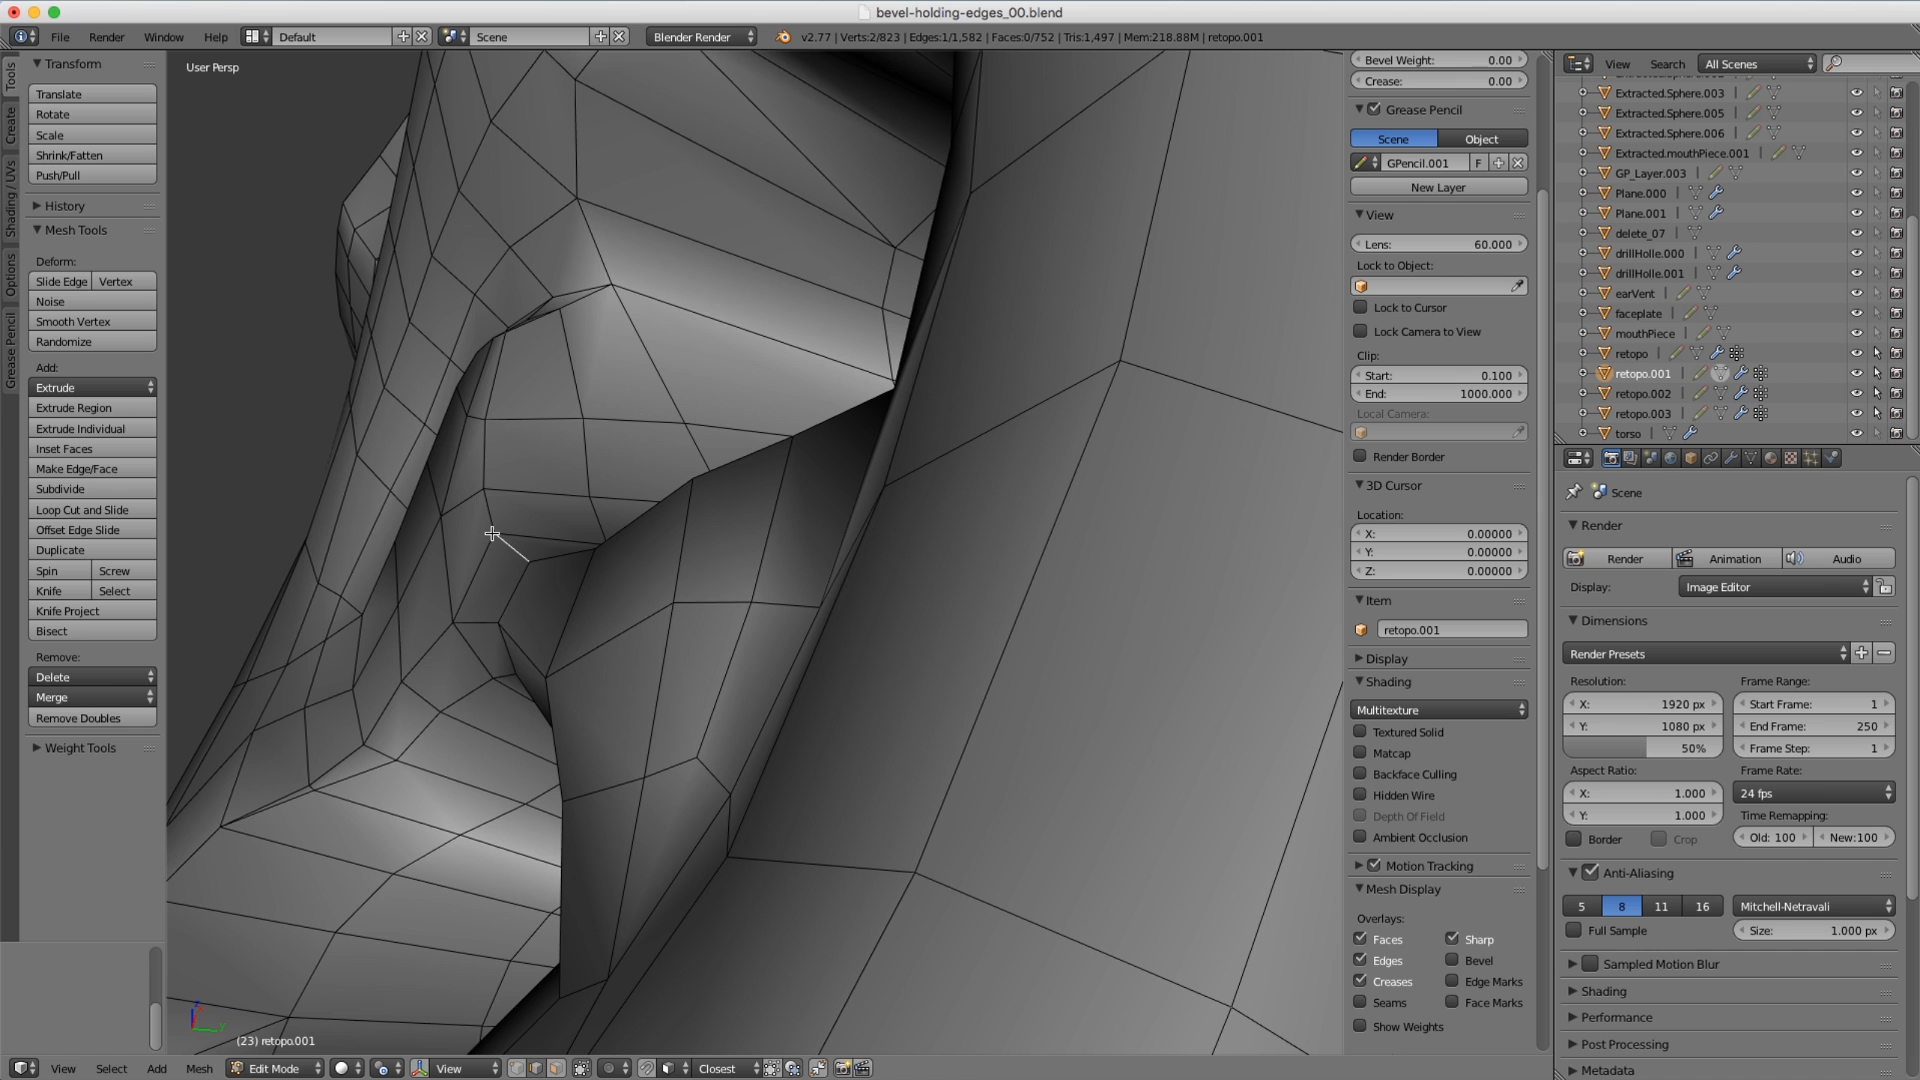 bevel-holding-edges_00.blend
File Render Window Help Default Scene Blender Render v2.77 | Verts:2/823 | Edges:1/1,582 | Faces:0/752 | Tris:1,497 | Mem:218.88M | retopo.001
Tools
Create
Shading / UVs
Options
Grease Pencil
Transform
Translate
Rotate
Scale
Shrink/Fatten
Push/Pull
History
Mesh Tools
Deform:
Slide Edge Vertex
Noise
Smooth Vertex
Randomize
Add:
Extrude
Extrude Region
Extrude Individual
Inset Faces
Make Edge/Face
Subdivide
Loop Cut and Slide
Offset Edge Slide
Duplicate
Spin Screw
Knife Select
Knife Project
Bisect
Remove:
Delete
Merge
Remove Doubles
Weight Tools
User Persp
(23) retopo.001
Bevel Weight: 0.00
Crease: 0.00
Grease Pencil
Scene Object
GPencil.001 F
New Layer
View
Lens: 60.000
Lock to Object:
Lock to Cursor
Lock Camera to View
Clip:
Start: 0.100
End: 1000.000
Local Camera:
Render Border
3D Cursor
Location:
X: 0.00000
Y: 0.00000
Z: 0.00000
Item
retopo.001
Display
Shading
Multitexture
Textured Solid
Matcap
Backface Culling
Hidden Wire
Depth Of Field
Ambient Occlusion
Motion Tracking
Mesh Display
Overlays:
Faces Sharp
Edges Bevel
Creases Edge Marks
Seams Face Marks
Show Weights
View Search All Scenes
Extracted.Sphere.003
Extracted.Sphere.005
Extracted.Sphere.006
Extracted.mouthPiece.001
GP_Layer.003
Plane.000
Plane.001
delete_07
drillHolle.000
drillHolle.001
earVent
faceplate
mouthPiece
retopo
retopo.001
retopo.002
retopo.003
torso
Scene
Render
Render Animation Audio
Display: Image Editor
Dimensions
Render Presets
Resolution: Frame Range:
X: 1920 px Start Frame: 1
Y: 1080 px End Frame: 250
50% Frame Step: 1
Aspect Ratio: Frame Rate:
X: 1.000 24 fps
Y: 1.000 Time Remapping:
Border Crop Old: 100 New:100
Anti-Aliasing
5 8 11 16 Mitchell-Netravali
Full Sample Size: 1.000 px
Sampled Motion Blur
Shading
Performance
Post Processing
Metadata
View Select Add Mesh Edit Mode View Closest